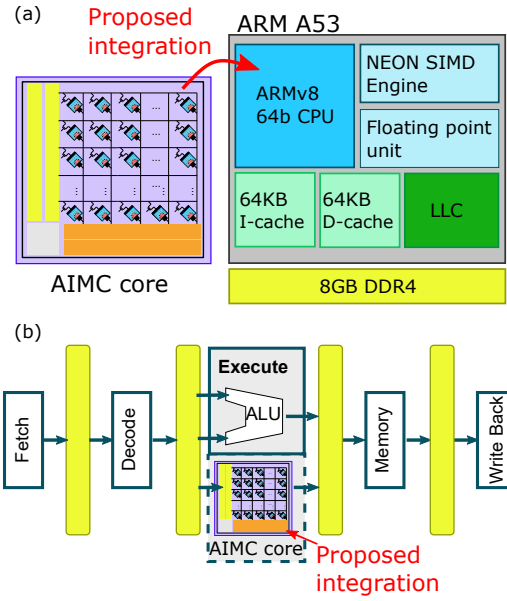 (a)
Proposed
integration
ARM A53
ARMv8
64b CPU
NEON SIMD
Engine
Floating point
unit
64KB
I-cache
64KB
D-cache
LLC
...
...
...
...
:
:
:
...:
:
...
AIMC core
8GB DDR4
(b)
Fetch
Decode
Execute
ALU
AIMC core
Memory
Write Back
Proposed
integration